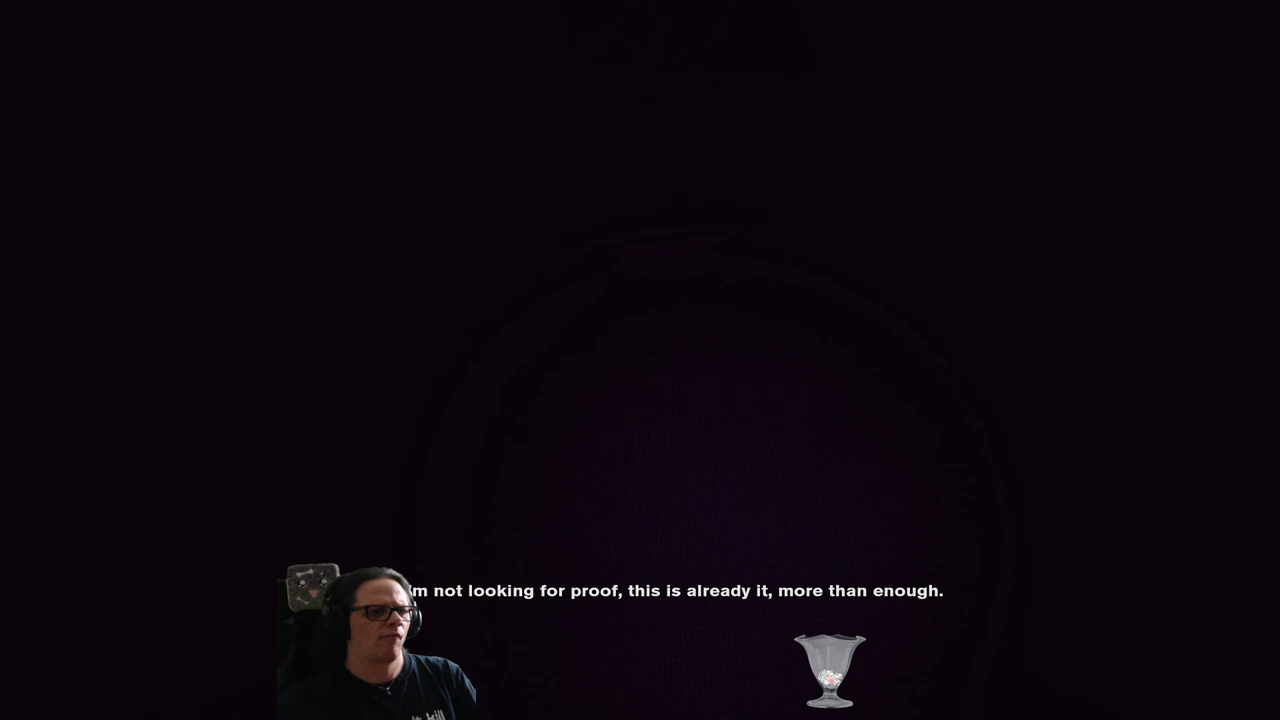 'm not looking for proof, this is already it, more than enough.